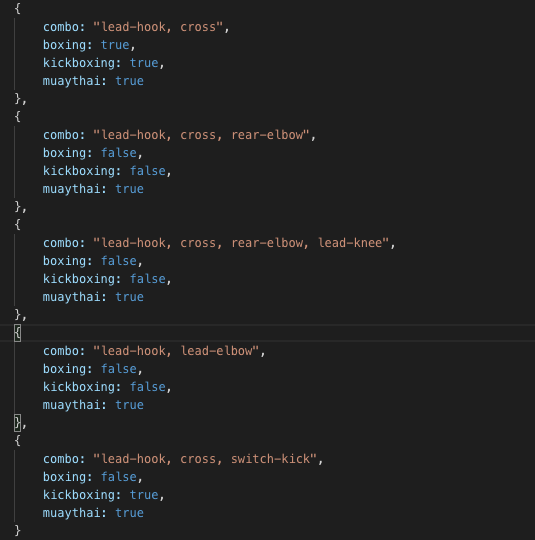 {
combo: "lead-hook, cross",
boxing: true,
kickboxing: true,
muaythai: true
},
{
combo: "lead-hook, cross, rear-elbow",
boxing: false,
kickboxing: false,
muaythai: true
},
{
combo: "lead-hook, cross, rear-elbow, lead-knee",
boxing: false,
kickboxing: false,
muaythai: true
},
{
combo: "lead-hook, lead-elbow",
boxing: false,
kickboxing: false,
muaythai: true
},
{
combo: "lead-hook, cross, switch-kick",
boxing: false,
kickboxing: true,
muaythai: true
}